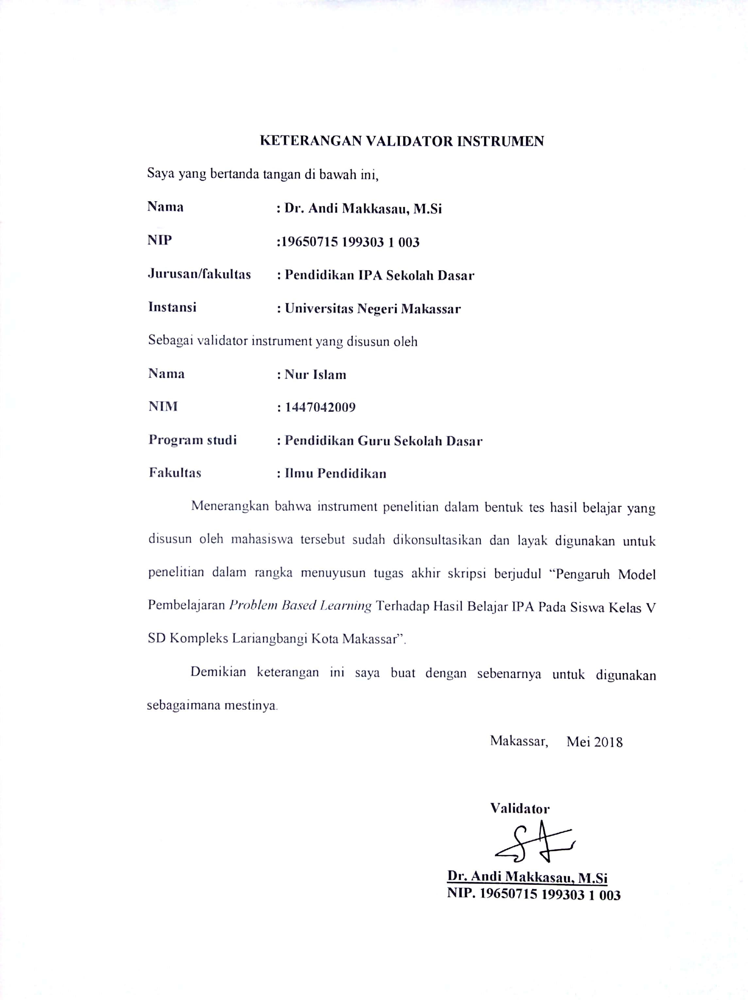 KETERANGAN VALIDATOR INSTRUMEN
Saya yang bertanda tangan di bawah ini,
Nama : Dr. Andi Makkasau, M.Si
NIP :19650715 199303 1 003
Jurusan/fakultas : Pendidikan IPA Sekolah Dasar
Instansi : Universitas Negeri Makassar
Sebagai validator instrument yang disusun oleh
Nama : Nur Islam
NIM : 1447042009
Program studi : Pendidikan Guru Sekolah Dasar
Fakultas : Ilmu Pendidikan
Menerangkan bahwa instrument penelitian dalam bentuk tes hasil belajar yang
disusun oleh mahasiswa tersebut sudah dikonsultasikan dan layak digunakan untuk
penelitian dalam rangka menuyusun tugas akhir skripsi berjudul “Pengaruh Model
Pembelajaran Problem Based Learning Terhadap Hasil Belajar IPA Pada Siswa Kelas V
SD Kompleks Lariangbangi Kota Makassar”.
Demikian keterangan ini saya buat dengan sebenarnya untuk digunakan
sebagaimana mestinya.
Makassar, Mei 2018
Validator
Dr. Andi Makkasau, M.Si
NIP. 19650715 199303 1 003